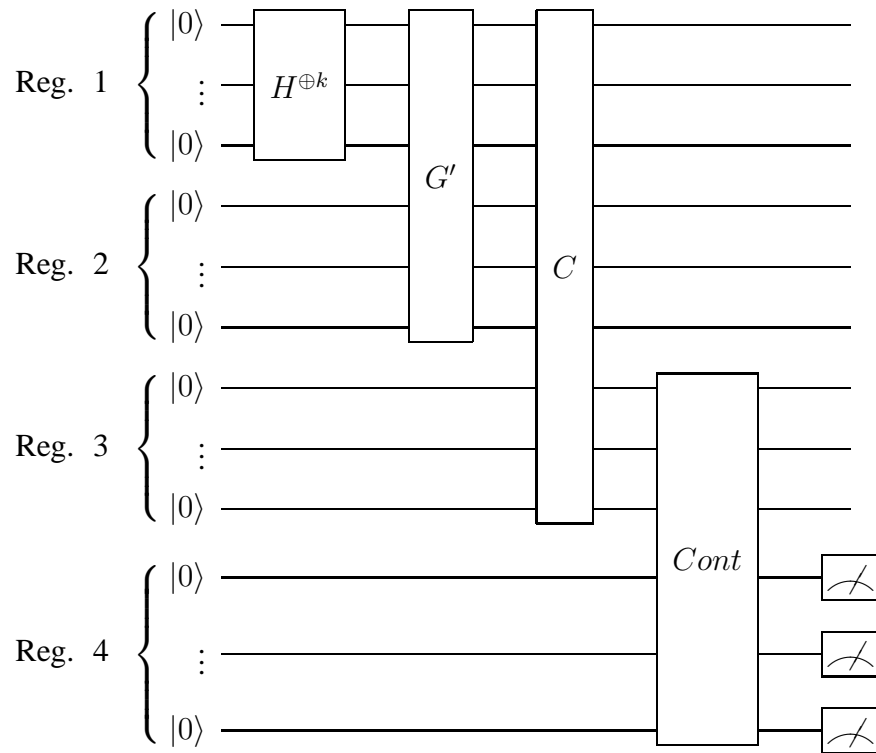 |0⟩
Reg. 1 ⋮ H^{⊕k}
|0⟩
|0⟩ G′
Reg. 2 ⋮ C
|0⟩
|0⟩
Reg. 3 ⋮
|0⟩
|0⟩ Cont
Reg. 4 ⋮
|0⟩